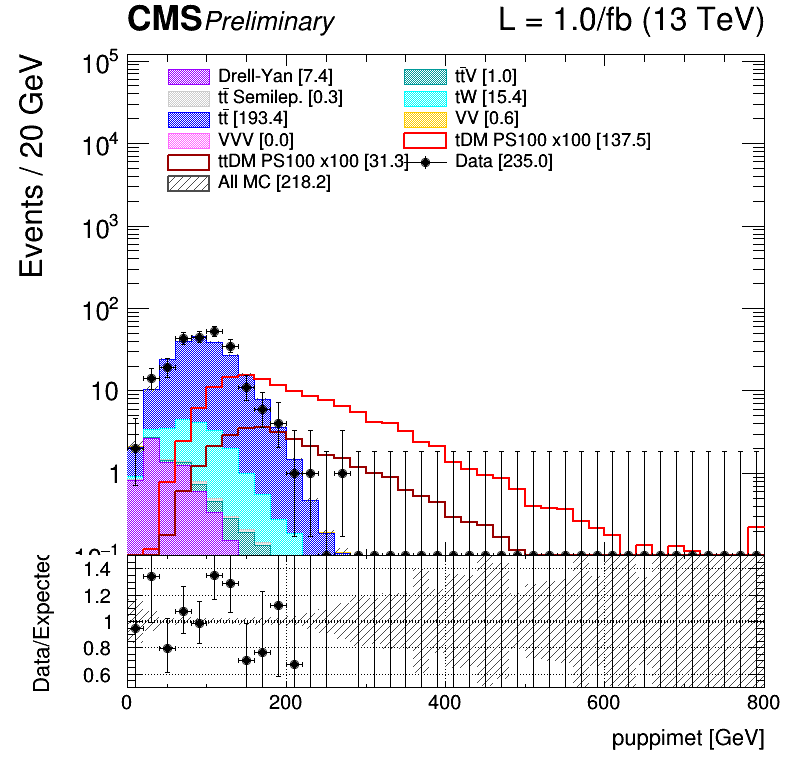 CMS Preliminary L = 1.0/fb (13 TeV)
Events / 20 GeV
10⁵
10⁴
10³
10²
10
1
10⁻¹
Drell-Yan [7.4]
tt̄V [1.0]
tt̄ Semilep. [0.3]
tW [15.4]
tt̄ [193.4]
VV [0.6]
VVV [0.0]
tDM PS100 x100 [137.5]
ttDM PS100 x100 [31.3]
Data [235.0]
All MC [218.2]
Data/Expected
1.4
1.2
1
0.8
0.6
0 200 400 600 800
puppimet [GeV]